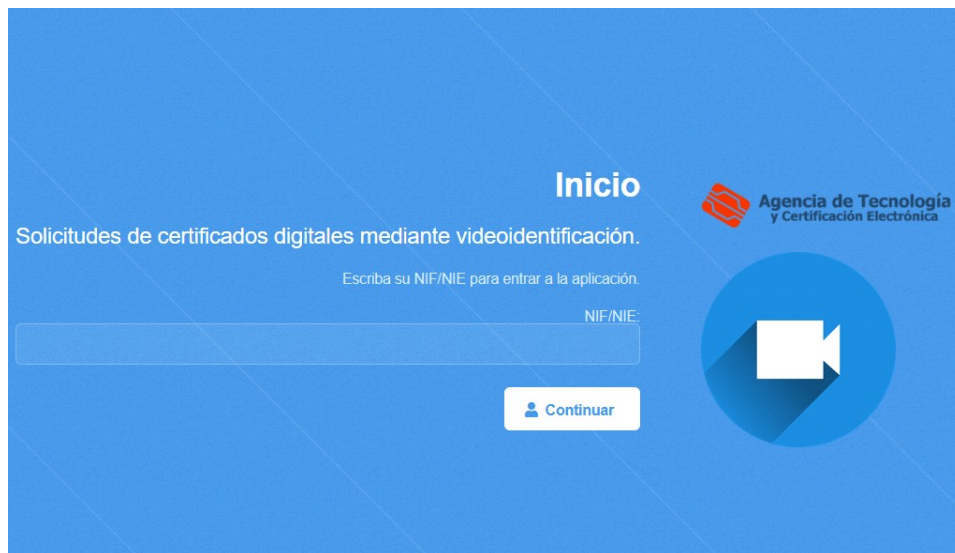 Inicio
Solicitudes de certificados digitales mediante videoidentificación.
Escriba su NIF/NIE para entrar a la aplicación.
NIF/NIE:
Continuar
Agencia de Tecnología
y Certificación Electrónica